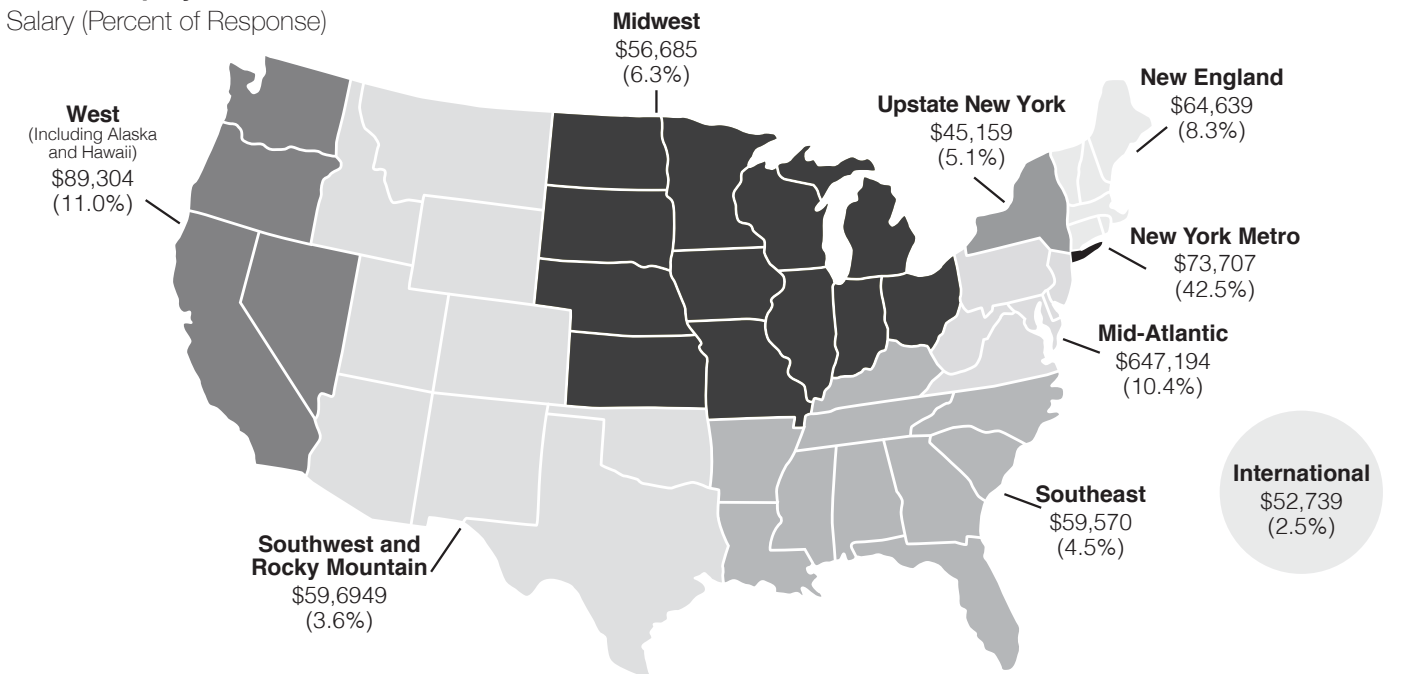 Salary (Percent of Response)
Midwest
$56,685
(6.3%)
New England
$64,639
(8.3%)
Upstate New York
$45,159
(5.1%)
West
(Including Alaska
and Hawaii)
$89,304
(11.0%)
New York Metro
$73,707
(42.5%)
Mid-Atlantic
$647,194
(10.4%)
International
$52,739
(2.5%)
Southeast
$59,570
(4.5%)
Southwest and
Rocky Mountain
$59,6949
(3.6%)